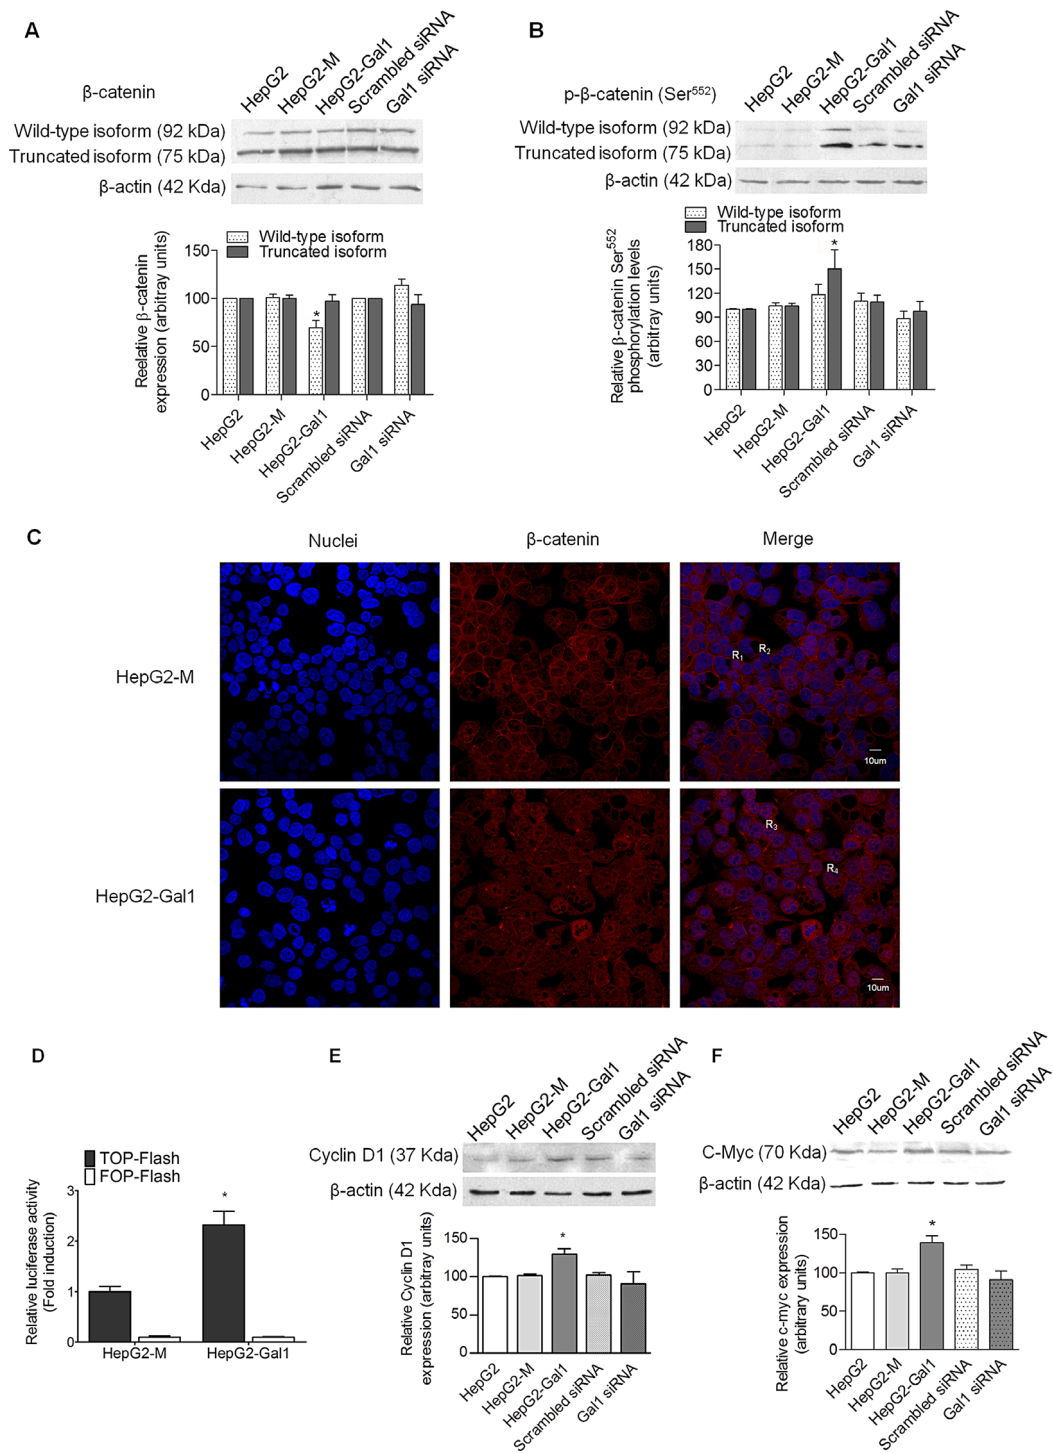 A
HepG2
HepG2-M
HepG2-Gal1
Scrambled siRNA
Gal1 siRNA
β-catenin
Wild-type isoform (92 kDa)
Truncated isoform (75 kDa)
β-actin (42 Kda)
Wild-type isoform
Truncated isoform
Reelative β-catenin
expression (arbitray units)
150
100
50
0
*
HepG2
HepG2-M
HepG2-Gal1
Scrambled siRNA
Gal1 siRNA
B
HepG2
HepG2-M
HepG2-Gal1
Scrambled siRNA
Gal1 siRNA
p-β-catenin (Ser552)
Wild-type isoform (92 kDa)
Truncated isoform (75 kDa)
β-actin (42 kDa)
Wild-type isoform
Truncated isoform
Relative β-catenin Ser552
phosphorylation levels
(arbitray units)
180
150
120
90
60
30
0
*
HepG2
HepG2-M
HepG2-Gal1
Scrambled siRNA
Gal1 siRNA
C
Nuclei
β-catenin
Merge
HepG2-M
R1
R2
10um
HepG2-Gal1
R3
R4
10um
D
TOP-Flash
FOP-Flash
Relative luciferase activity
(Fold induction)
3
2
1
0
*
HepG2-M
HepG2-Gal1
E
HepG2
HepG2-M
HepG2-Gal1
Scrambled siRNA
Gal1 siRNA
Cyclin D1 (37 Kda)
β-actin (42 Kda)
Relative Cyclin D1
expression (arbitray units)
150
100
50
0
*
HepG2
HepG2-M
HepG2-Gal1
Scrambled siRNA
Gal1 siRNA
F
HepG2
HepG2-M
HepG2-Gal1
Scrambled siRNA
Gal1 siRNA
C-Myc (70 Kda)
β-actin (42 Kda)
Relative c-myc expression
(arbitrary units)
150
100
50
0
*
HepG2
HepG2-M
HepG2-Gal1
Scrambled siRNA
Gal1 siRNA